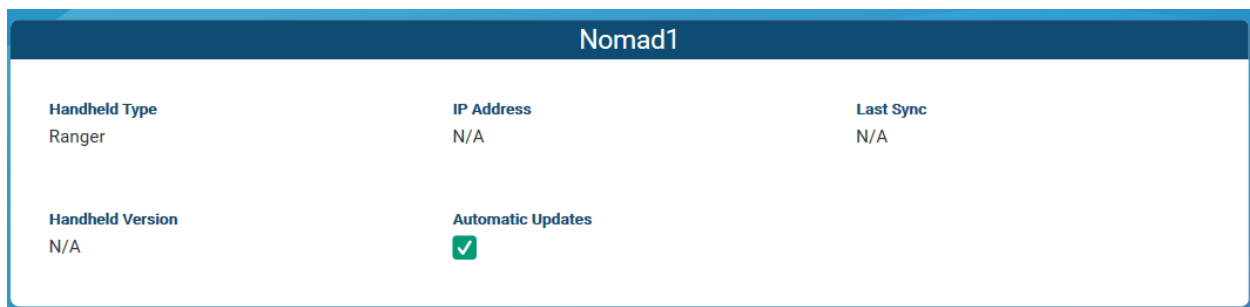 Nomad1
Handheld Type
Ranger
IP Address
N/A
Last Sync
N/A
Handheld Version
N/A
Automatic Updates